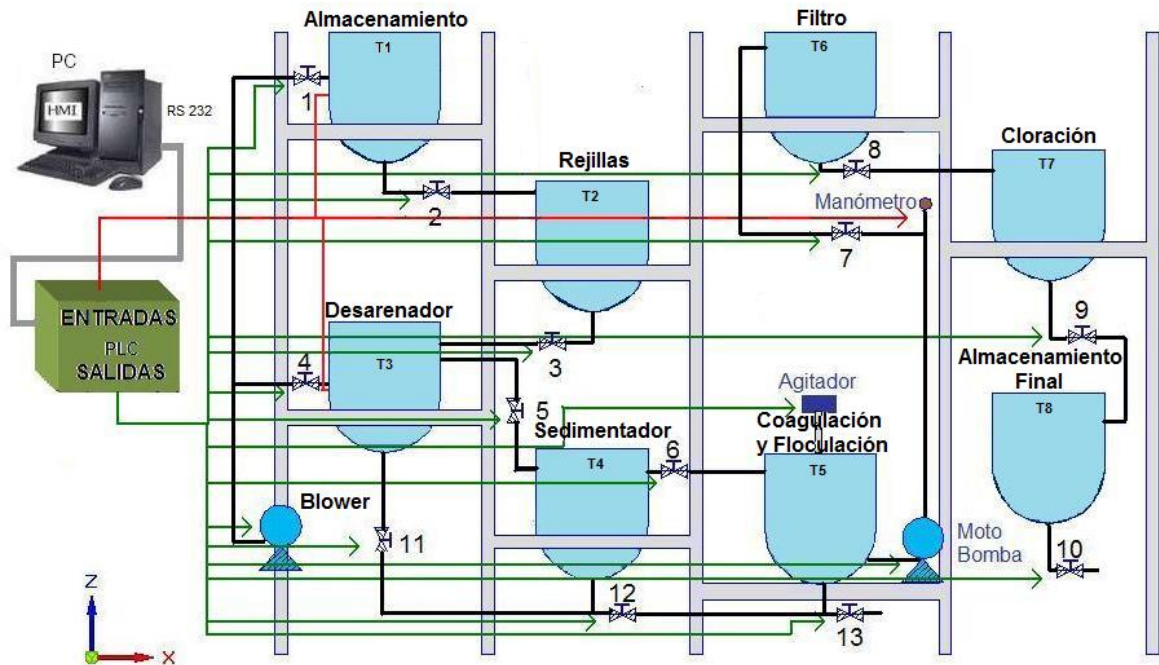 Almacenamiento
T1
Filtro
T6
PC
HMI
RS 232
1
8
Cloración
T7
Rejillas
T2
2
Manómetro
7
ENTRADAS
PLC
SALIDAS
Desarenador
T3
3
9
4
Almacenamiento
Final
T8
5
Agitador
Coagulación
y Floculación
T5
Sedimentador
T4
6
Blower
11
Moto
Bomba
10
12
13
Z
X